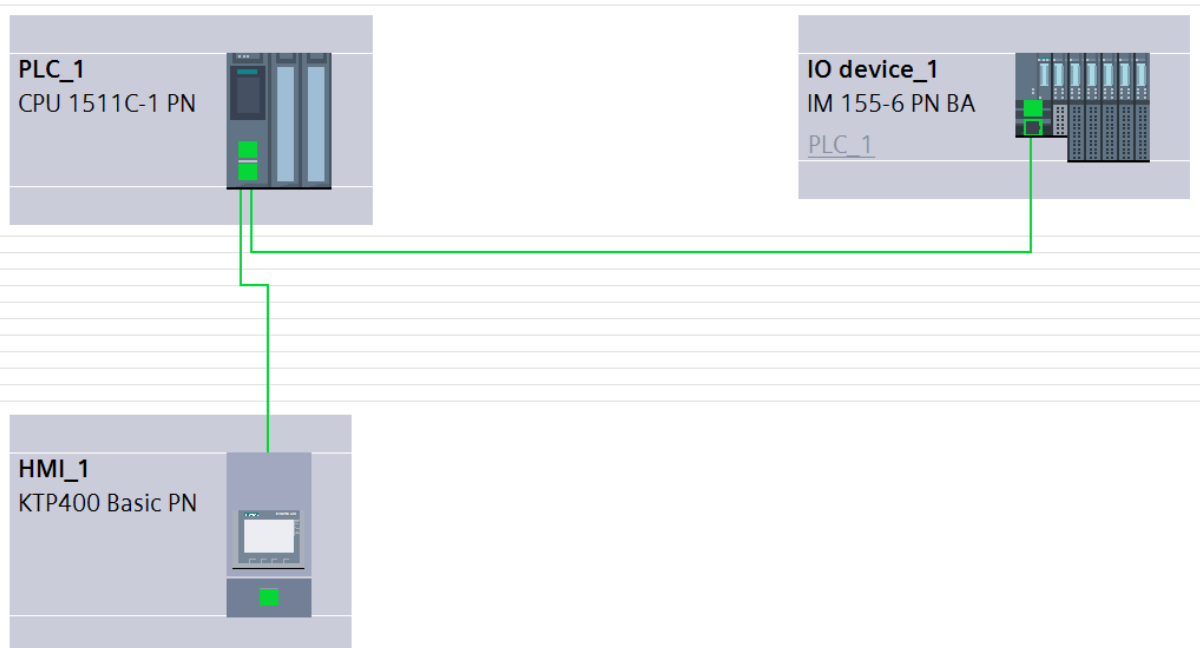 PLC_1
CPU 1511C-1 PN
IO device_1
IM 155-6 PN BA
PLC_1
HMI_1
KTP400 Basic PN